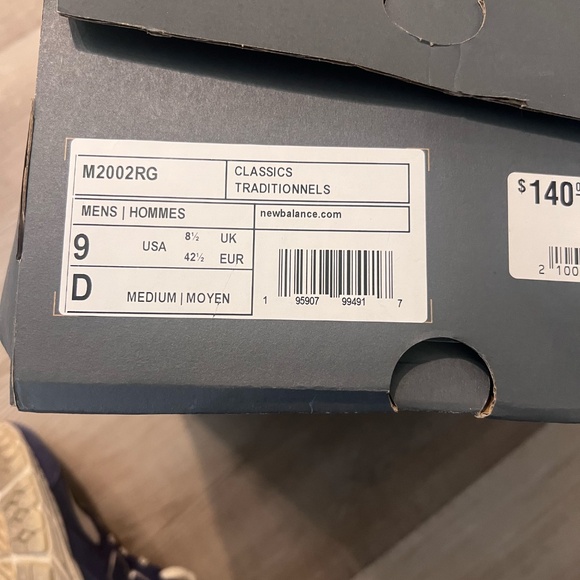 M2002RG
CLASSICS
TRADITIONNELS
MENS | HOMMES
newbalance.com
9 USA 8½ UK
42½ EUR
D MEDIUM | MOYEN
1 95907 99491 7
$140
2 100